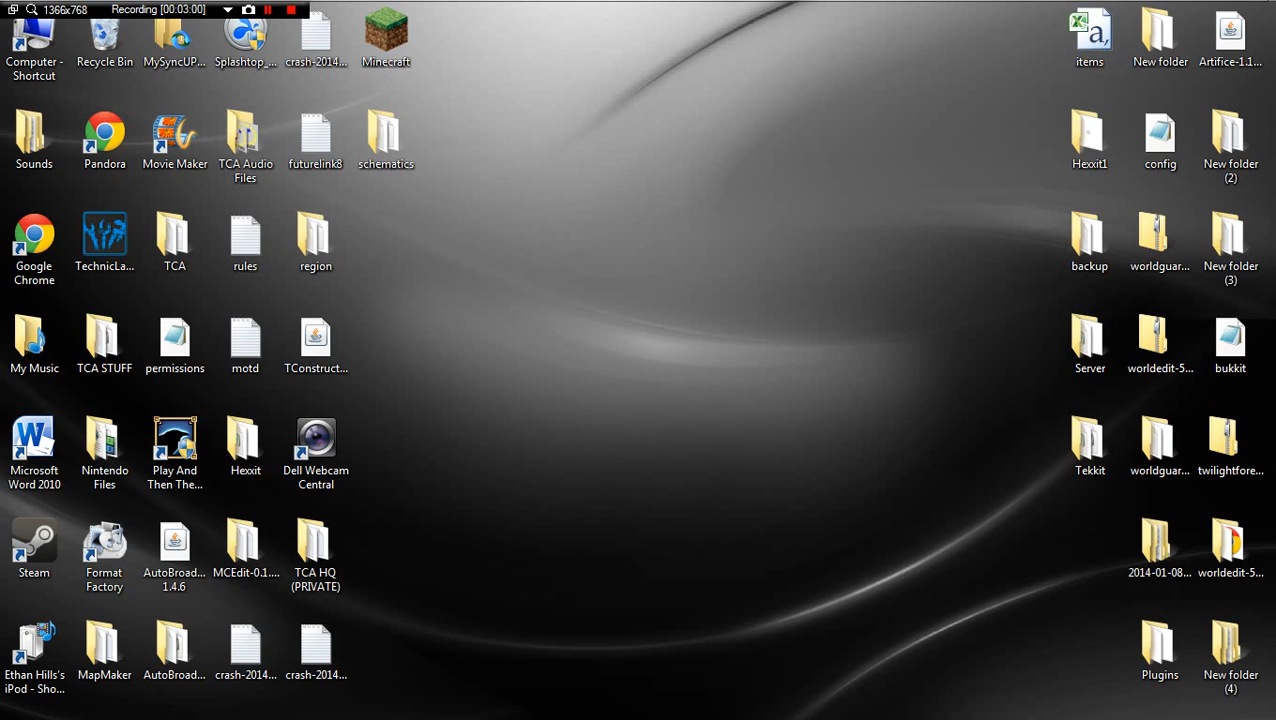 1366x768 Recording [00:03:00]
Computer -
Shortcut
Recycle Bin
MySyncUP...
Splashtop_...
crash-2014...
Minecraft
items
New folder
Artifice-1.1...
Sounds
Pandora
Movie Maker
TCA Audio
Files
futurelink8
schematics
Hexxit1
config
New folder
(2)
Google
Chrome
TechnicLa...
TCA
rules
region
backup
worldguar...
New folder
(3)
My Music
TCA STUFF
permissions
motd
TConstruct...
Server
worldedit-5...
bukkit
Microsoft
Word 2010
Nintendo
Files
Play And
Then The...
Hexxit
Dell Webcam
Central
Tekkit
worldguar...
twilightfore...
Steam
Format
Factory
AutoBroad...
1.4.6
MCEdit-0.1....
TCA HQ
(PRIVATE)
2014-01-08...
worldedit-5...
Ethan Hills's
iPod - Sho...
MapMaker
AutoBroad...
crash-2014...
crash-2014...
Plugins
New folder
(4)